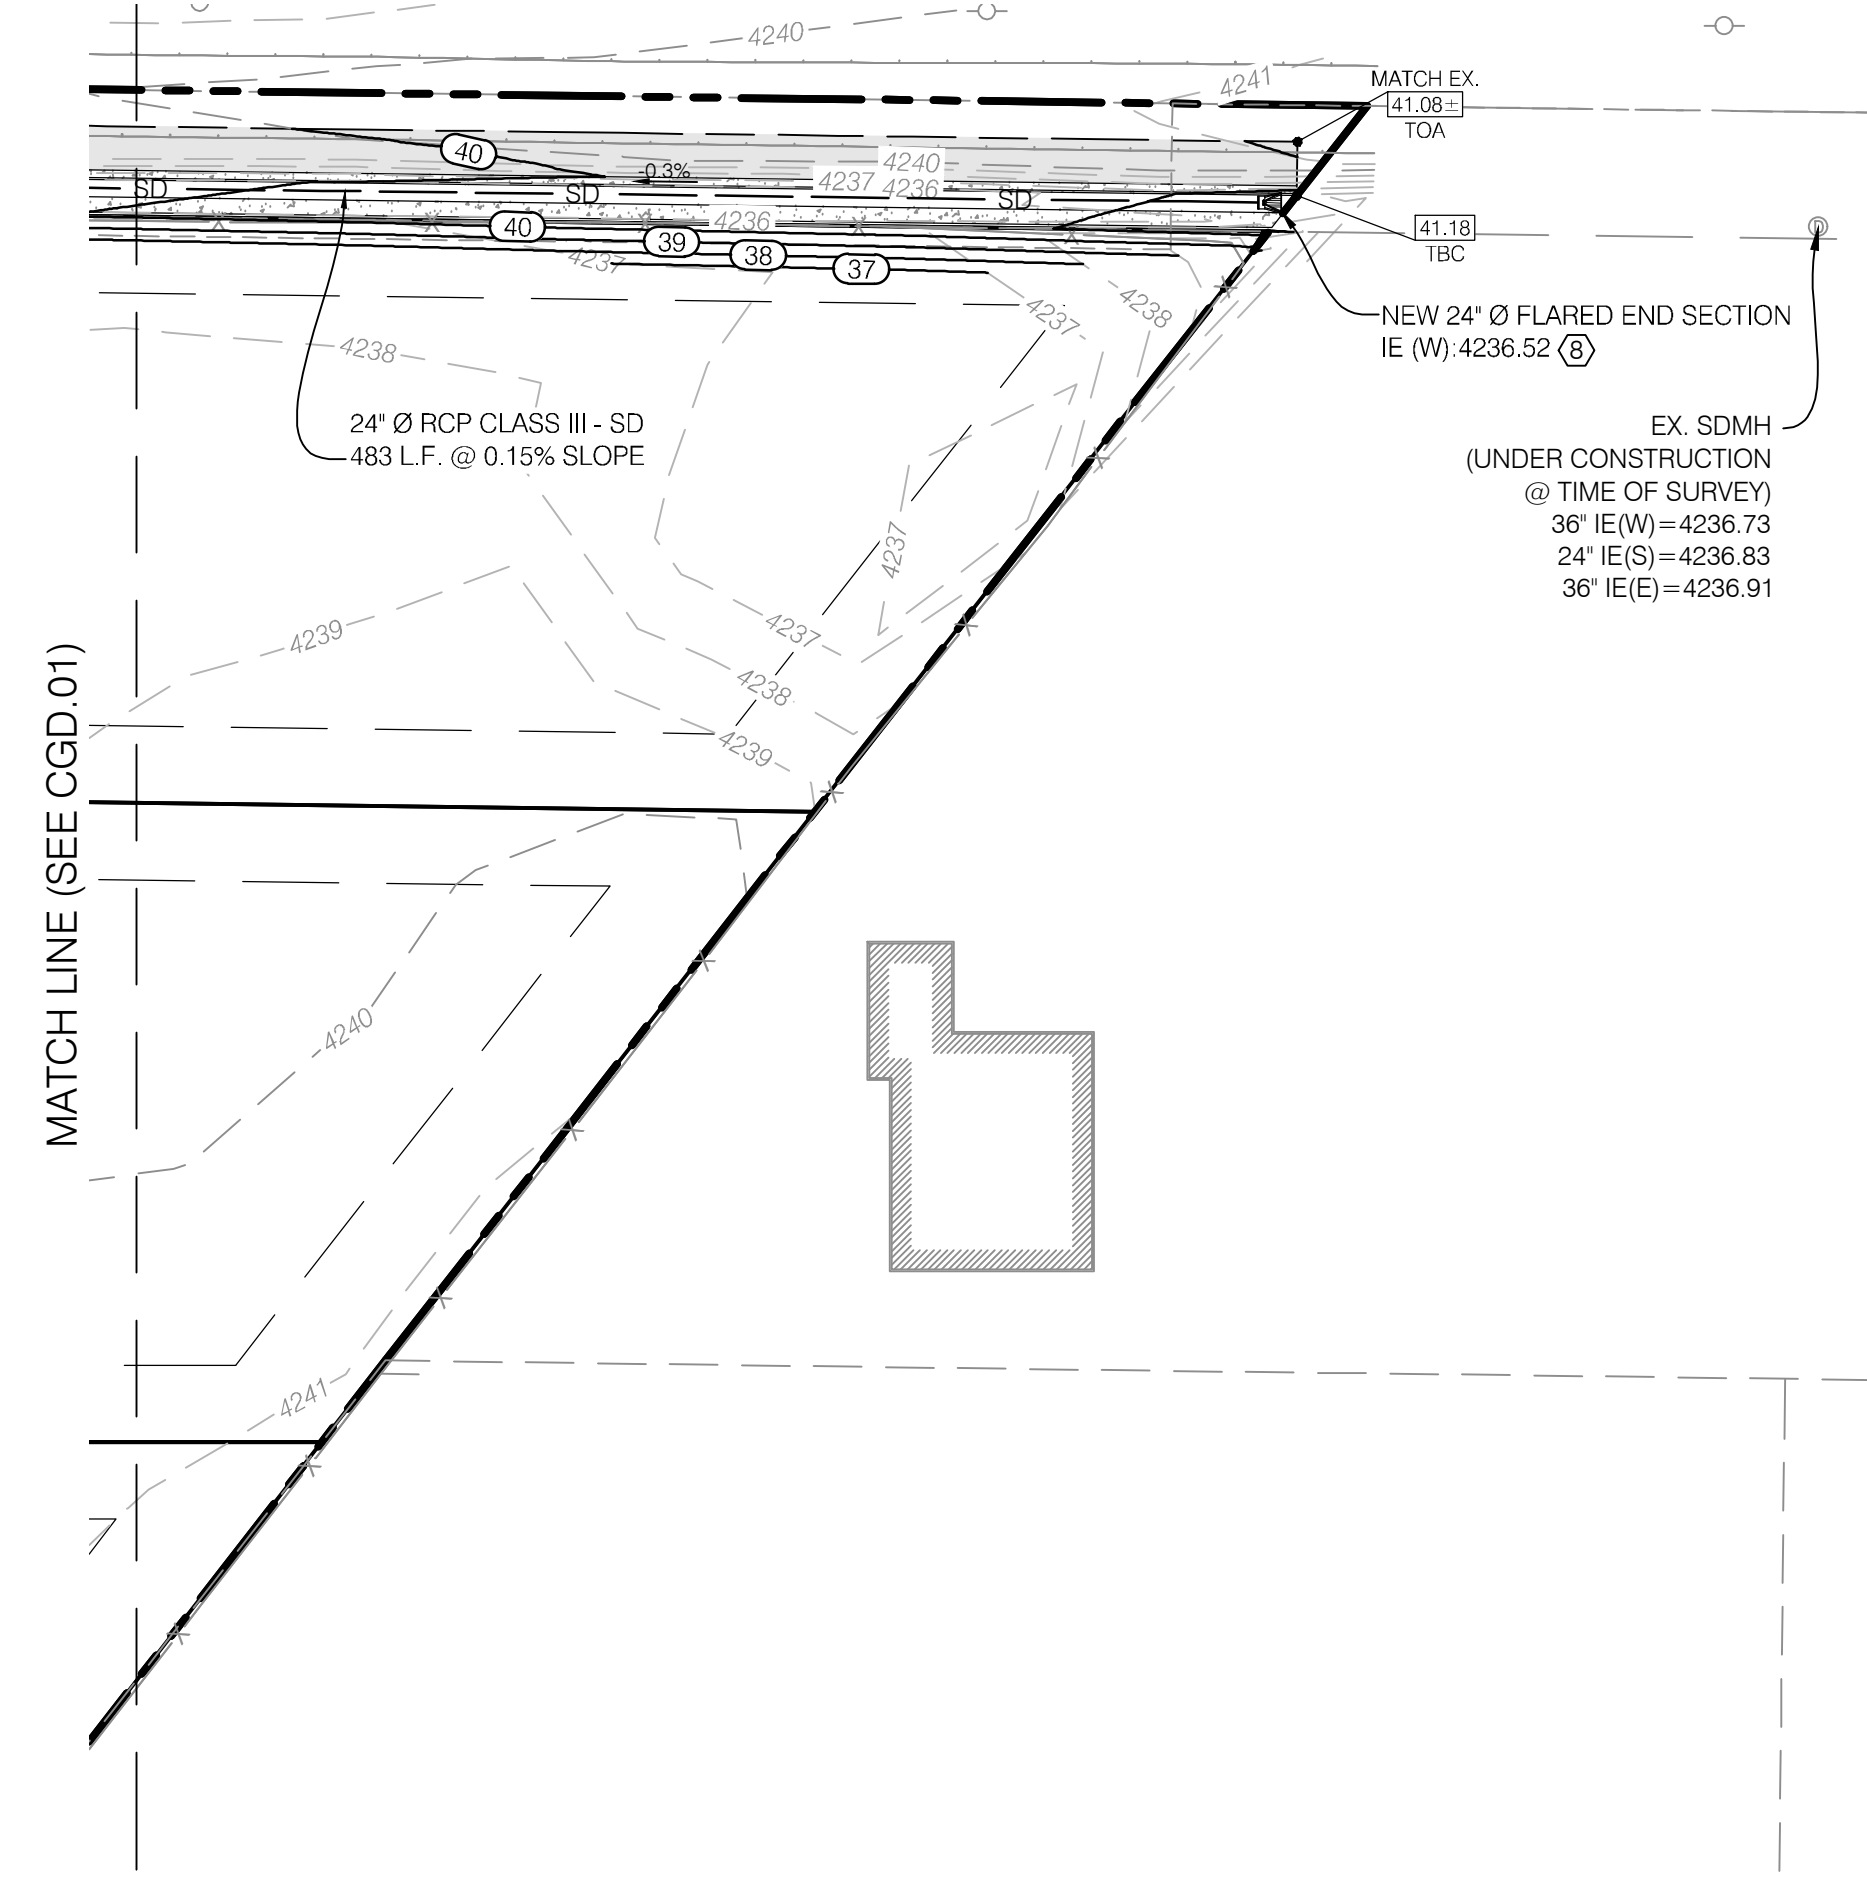 4240
4241
MATCH EX.
41.08±
TOA
40
4240
-0.3%
4237 4236
SD
SD
SD
4236
40
39
38
37
41.18
TBC
4237
4237
4238
NEW 24" Ø FLARED END SECTION
IE (W):4236.52 8
4238
24" Ø RCP CLASS III - SD
483 L.F. @ 0.15% SLOPE
EX. SDMH
(UNDER CONSTRUCTION
@ TIME OF SURVEY)
36" IE(W)=4236.73
24" IE(S)=4236.83
36" IE(E)=4236.91
4237
4239
4237
4238
4239
MATCH LINE (SEE CGD.01)
4240
4241
D